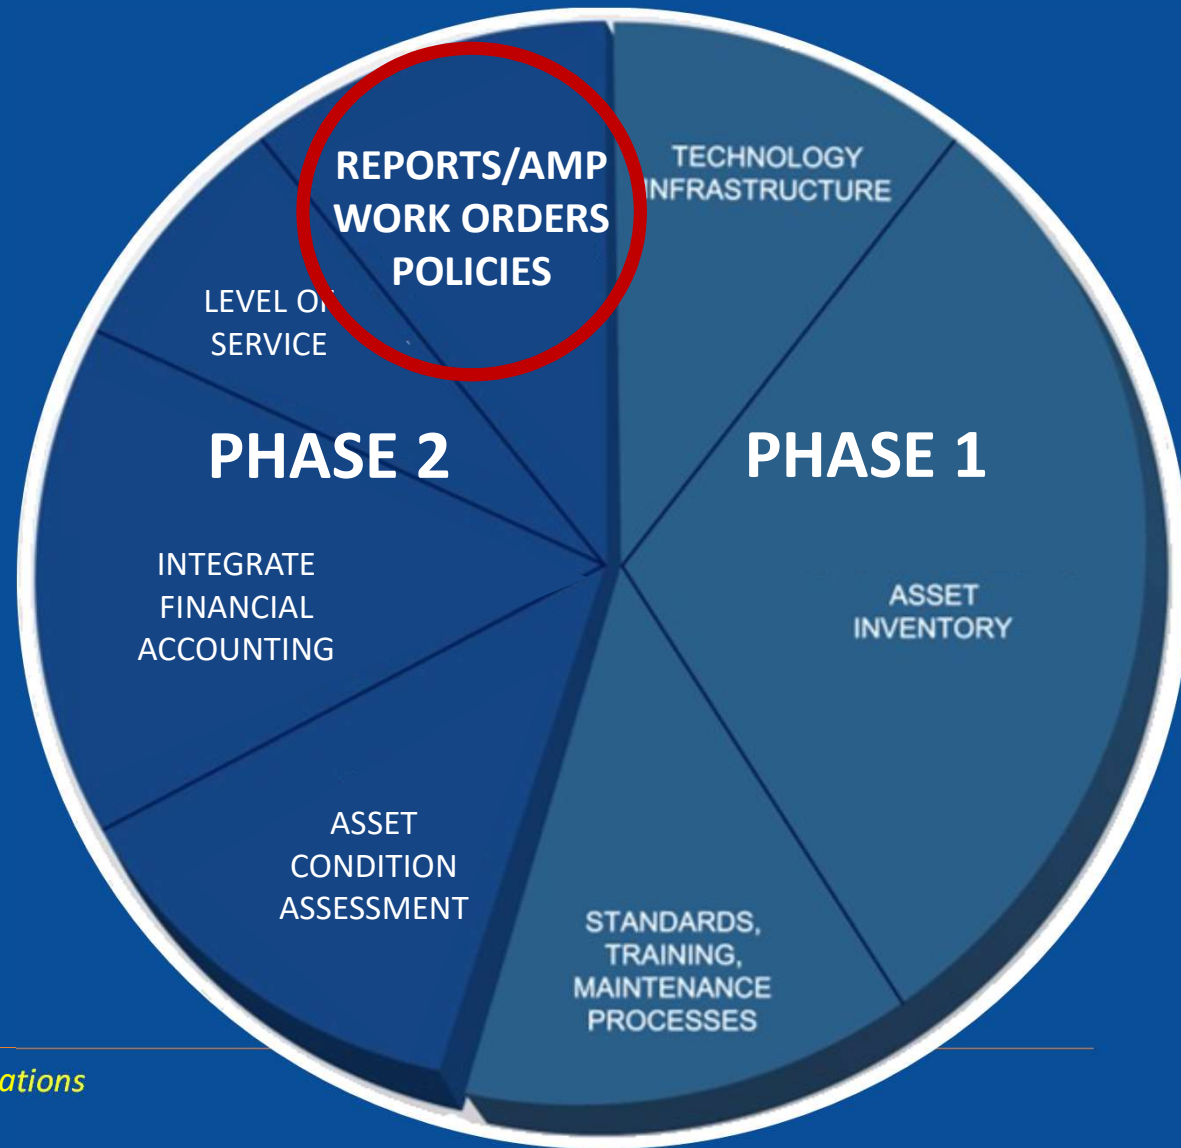 REPORTS/AMP
WORK ORDERS
POLICIES
TECHNOLOGY
INFRASTRUCTURE
LEVEL OF
SERVICE
PHASE 2
PHASE 1
INTEGRATE
FINANCIAL
ACCOUNTING
ASSET
INVENTORY
ASSET
CONDITION
ASSESSMENT
STANDARDS,
TRAINING,
MAINTENANCE
PROCESSES
ations